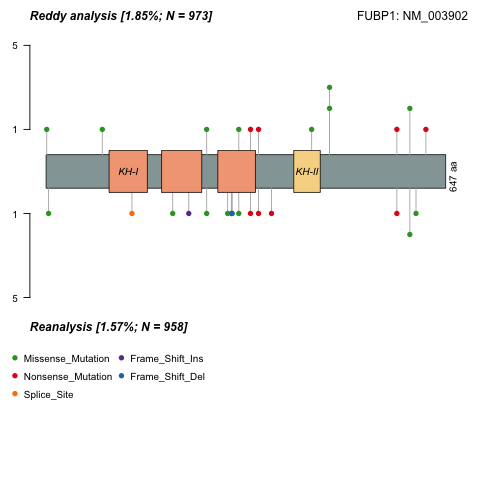 Reddy analysis [1.85%; N = 973]
FUBP1: NM_003902
5
1
KH-I
KH-II
647 aa
1
5
Reanalysis [1.57%; N = 958]
Missense_Mutation
Frame_Shift_Ins
Nonsense_Mutation
Frame_Shift_Del
Splice_Site